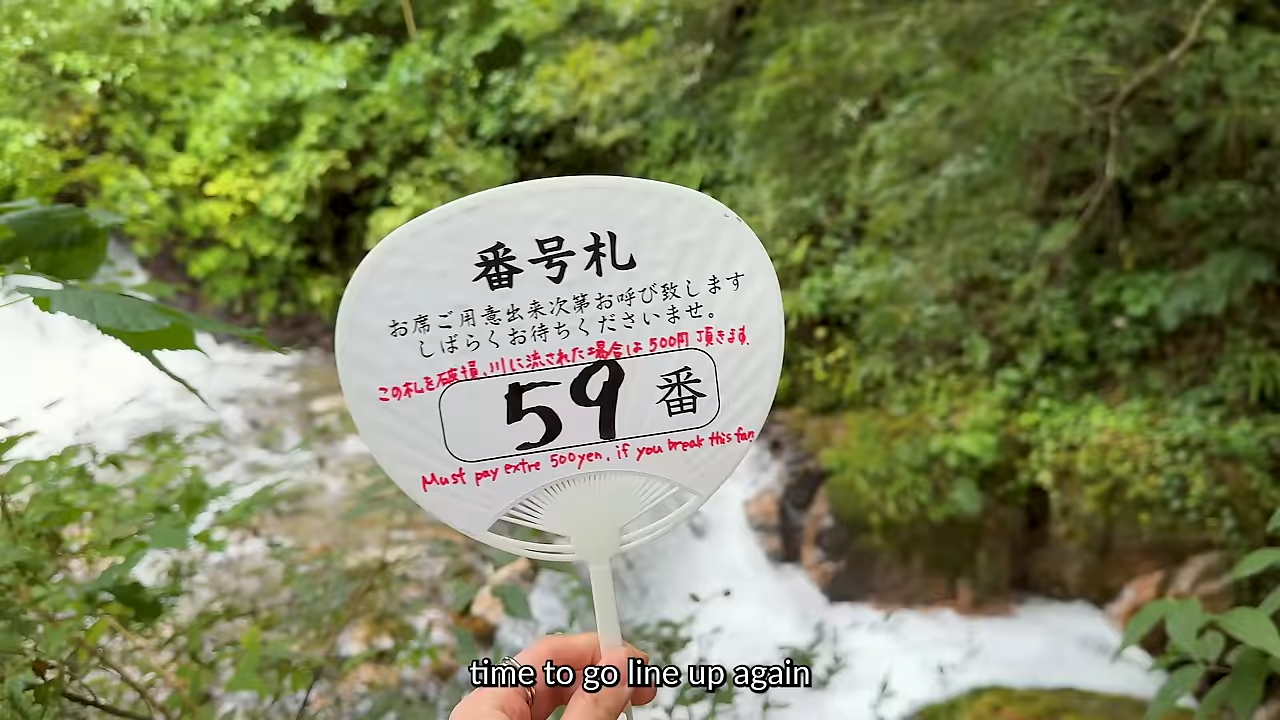 番号札
お席ご用意出来次第お呼び致します
しばらくお待ちくださいませ。
この札を破損、川に流された場合は500円頂きます。
59番
Must pay extre 500yen, if you break this fan
time to go line up again